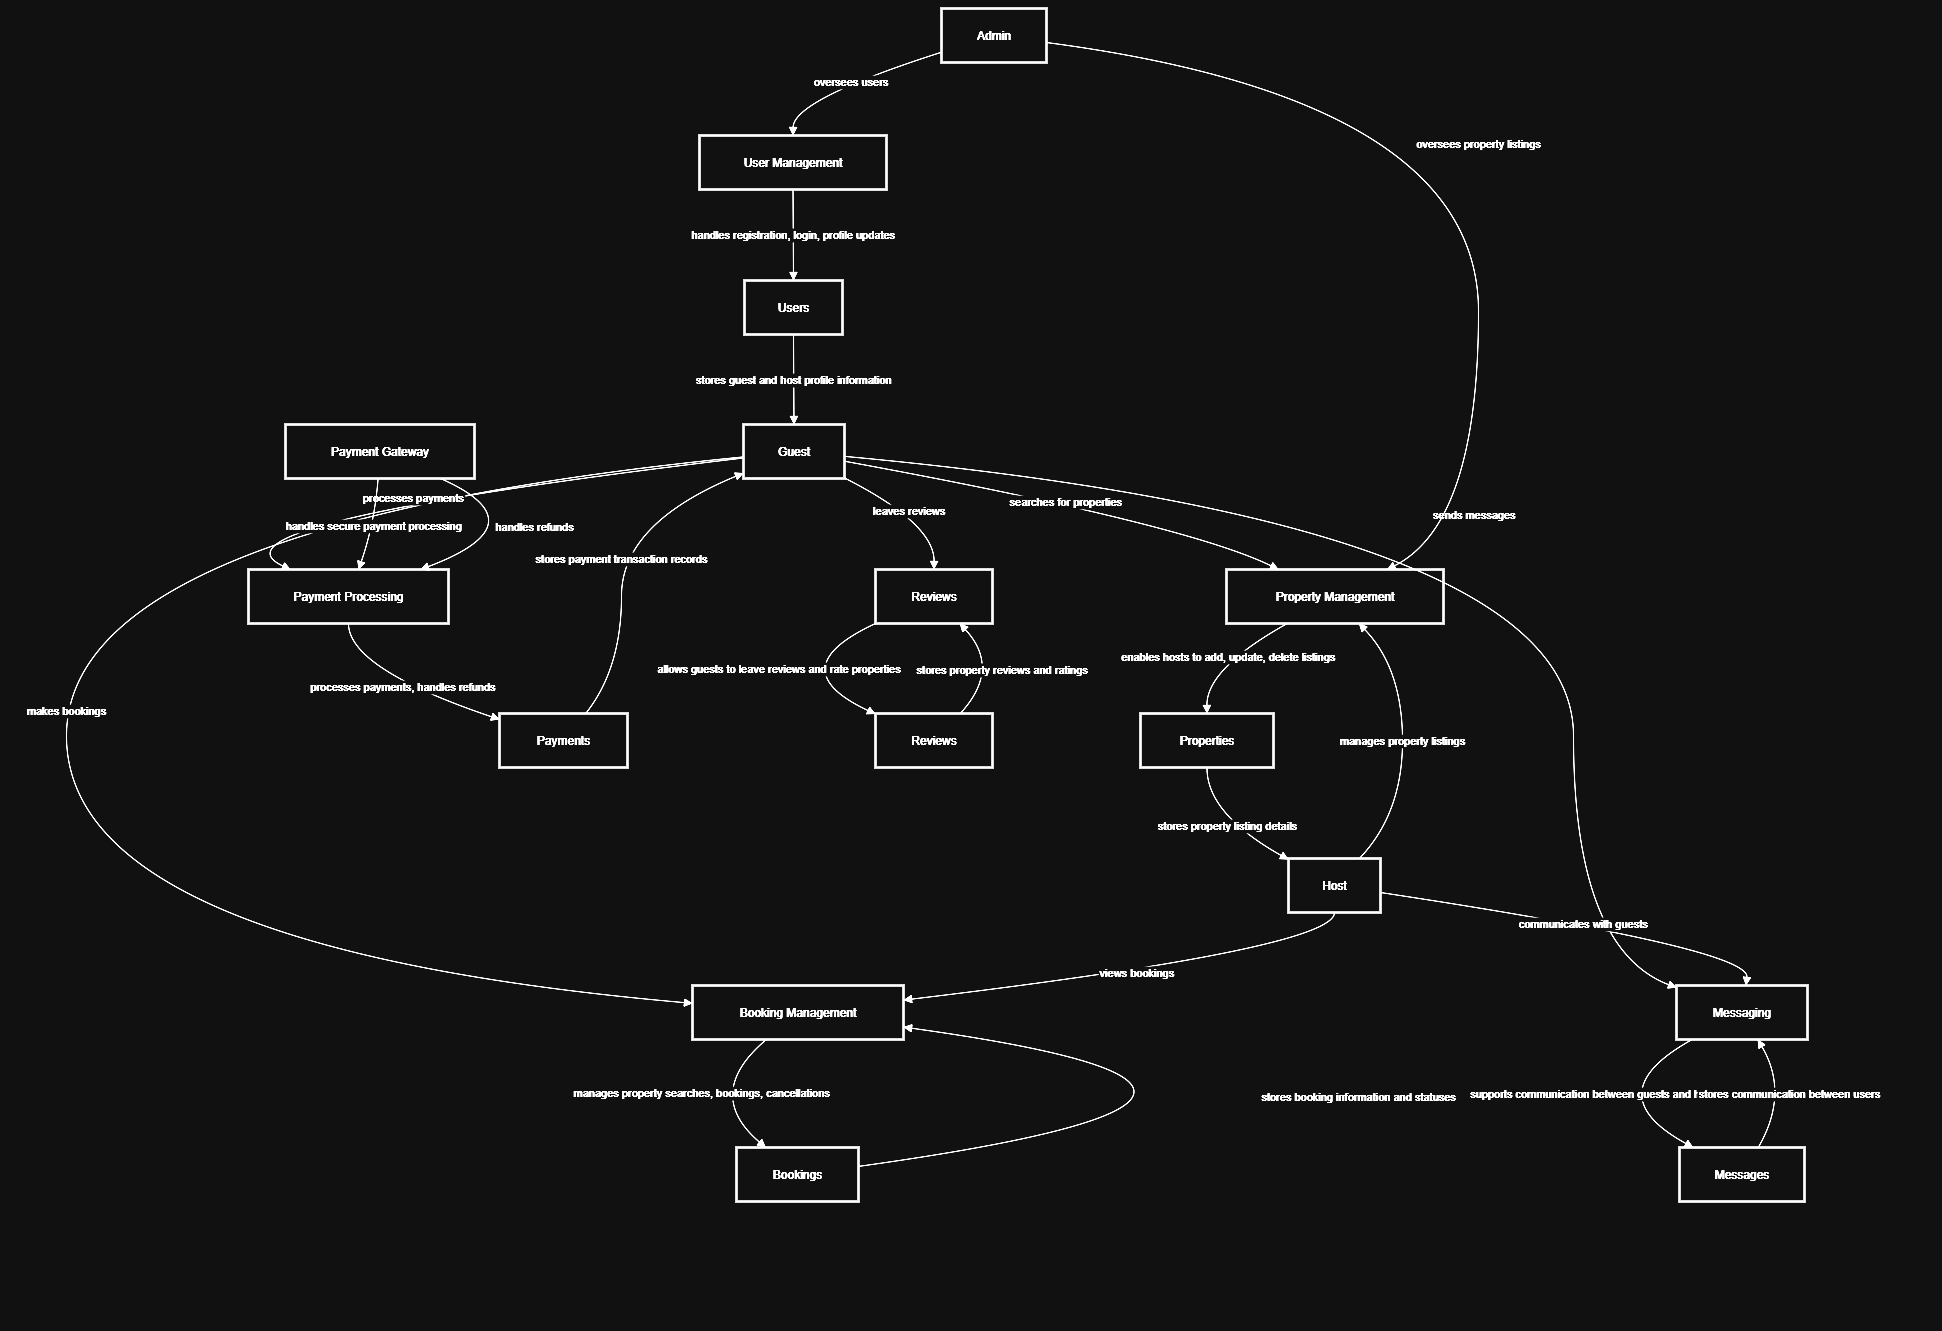 Admin
oversees users
oversees property listings
User Management
handles registration, login, profile updates
Users
stores guest and host profile information
Payment Gateway
Guest
processes payments
searches for properties
leaves reviews
sends messages
handles secure payment processing
handles refunds
stores payment transaction records
Payment Processing
Reviews
Property Management
enables hosts to add, update, delete listings
allows guests to leave reviews and rate properties
stores property reviews and ratings
processes payments, handles refunds
makes bookings
Payments
Reviews
Properties
manages property listings
stores property listing details
Host
communicates with guests
views bookings
Booking Management
Messaging
manages property searches, bookings, cancellations
stores booking information and statuses
supports communication between guests and
stores communication between users
Bookings
Messages